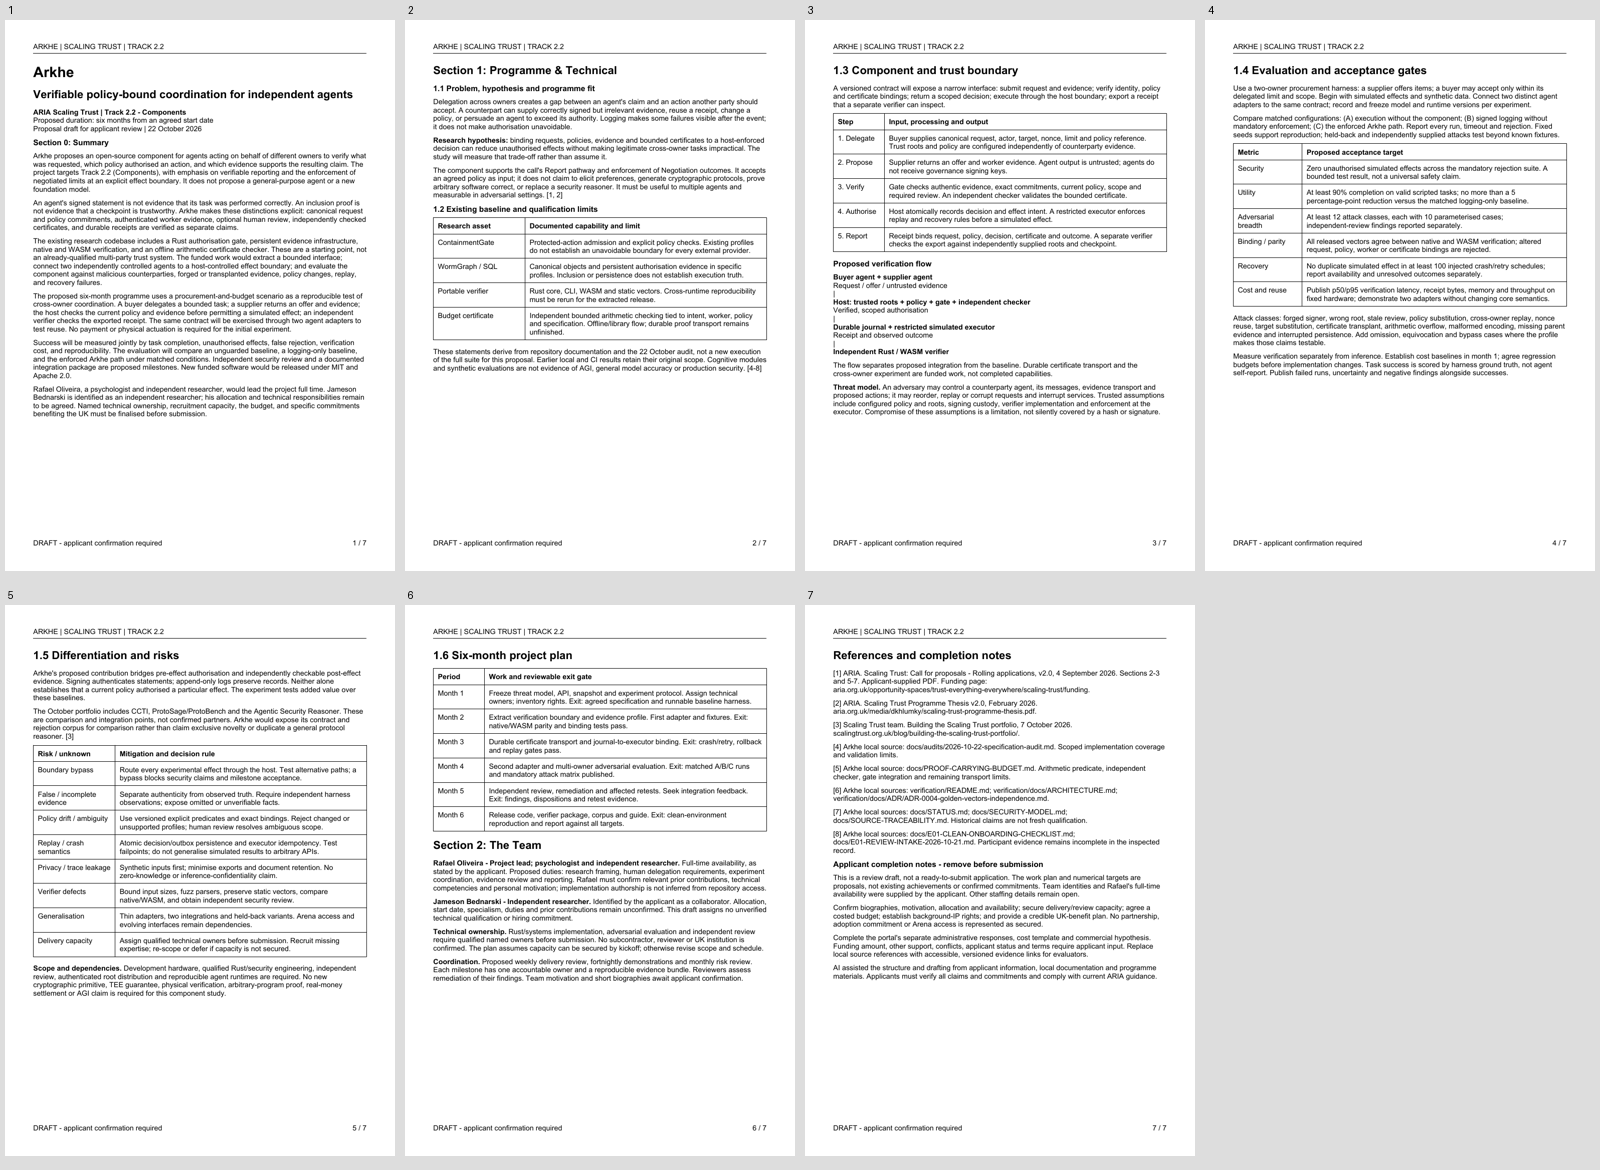 1
ARKHE | SCALING TRUST | TRACK 2.2
Arkhe
Verifiable policy-bound coordination for independent agents
ARIA Scaling Trust | Track 2.2 - Components
Proposed duration: six months from an agreed start date
Proposal draft for applicant review | 22 October 2026
Section 0: Summary
Arkhe proposes an open-source component for agents acting on behalf of different owners to verify what
was requested, which policy authorised an action, and which evidence supports the resulting claim. The
project targets Track 2.2 (Components), with emphasis on verifiable reporting and the enforcement of
negotiated limits at an explicit effect boundary. It does not propose a general-purpose agent or a new
foundation model.
An agent's signed statement is not evidence that its task was performed correctly. An inclusion proof is
not evidence that a checkpoint is trustworthy. Arkhe makes these distinctions explicit: canonical request
and policy commitments, authenticated worker evidence, optional human review, independently checked
certificates, and durable receipts are verified as separate claims.
The existing research codebase includes a Rust authorisation gate, persistent evidence infrastructure,
native and WASM verification, and an offline arithmetic certificate checker. These are a starting point, not
an already-qualified multi-party trust system. The funded work would extract a bounded interface;
connect two independently controlled agents to a host-controlled effect boundary; and evaluate the
component against malicious counterparties, forged or transplanted evidence, policy changes, replay,
and recovery failures.
The proposed six-month programme uses a procurement-and-budget scenario as a reproducible test of
cross-owner coordination. A buyer delegates a bounded task; a supplier returns an offer and evidence;
the host checks the current policy and evidence before permitting a simulated effect; an independent
verifier checks the exported receipt. The same contract will be exercised through two agent adapters to
test reuse. No payment or physical actuation is required for the initial experiment.
Success will be measured jointly by task completion, unauthorised effects, false rejection, verification
cost, and reproducibility. The evaluation will compare an unguarded baseline, a logging-only baseline,
and the enforced Arkhe path under matched conditions. Independent security review and a documented
integration package are proposed milestones. New funded software would be released under MIT and
Apache 2.0.
Rafael Oliveira, a psychologist and independent researcher, would lead the project full time. Jameson
Bednarski is identified as an independent researcher; his allocation and technical responsibilities remain
to be agreed. Named technical ownership, recruitment capacity, the budget, and specific commitments
benefiting the UK must be finalised before submission.
DRAFT - applicant confirmation required
1 / 7
2
ARKHE | SCALING TRUST | TRACK 2.2
Section 1: Programme & Technical
1.1 Problem, hypothesis and programme fit
Delegation across owners creates a gap between an agent's claim and an action another party should
accept. A counterpart can supply correctly signed but irrelevant evidence, reuse a receipt, change a
policy, or persuade an agent to exceed its authority. Logging makes some failures visible after the event;
it does not make authorisation unavoidable.
Research hypothesis: binding requests, policies, evidence and bounded certificates to a host-enforced
decision can reduce unauthorised effects without making legitimate cross-owner tasks impractical. The
study will measure that trade-off rather than assume it.
The component supports the call's Report pathway and enforcement of Negotiation outcomes. It accepts
an agreed policy as input; it does not claim to elicit preferences, generate cryptographic protocols, prove
arbitrary software correct, or replace a security reasoner. It must be useful to multiple agents and
measurable in adversarial settings. [1, 2]
1.2 Existing baseline and qualification limits
Research asset
Documented capability and limit
ContainmentGate
Protected-action admission and explicit policy checks. Existing profiles
do not establish an unavoidable boundary for every external provider.
WormGraph / SQL
Canonical objects and persistent authorisation evidence in specific
profiles. Inclusion or persistence does not establish execution truth.
Portable verifier
Rust core, CLI, WASM and static vectors. Cross-runtime reproducibility
must be rerun for the extracted release.
Budget certificate
Independent bounded arithmetic checking tied to intent, worker, policy
and specification. Offline/library flow; durable proof transport remains
unfinished.
These statements derive from repository documentation and the 22 October audit, not a new execution
of the full suite for this proposal. Earlier local and CI results retain their original scope. Cognitive modules
and synthetic evaluations are not evidence of AGI, general model accuracy or production security. [4-8]
DRAFT - applicant confirmation required
2 / 7
3
ARKHE | SCALING TRUST | TRACK 2.2
1.3 Component and trust boundary
A versioned contract will expose a narrow interface: submit request and evidence; verify identity, policy
and certificate bindings; return a scoped decision; execute through the host boundary; export a receipt
that a separate verifier can inspect.
Step
Input, processing and output
1. Delegate
Buyer supplies canonical request, actor, target, nonce, limit and policy reference.
Trust roots and policy are configured independently of counterparty evidence.
2. Propose
Supplier returns an offer and worker evidence. Agent output is untrusted; agents do
not receive governance signing keys.
3. Verify
Gate checks authentic evidence, exact commitments, current policy, scope and
required review. An independent checker validates the bounded certificate.
4. Authorise
Host atomically records decision and effect intent. A restricted executor enforces
replay and recovery rules before a simulated effect.
5. Report
Receipt binds request, policy, decision, certificate and outcome. A separate verifier
checks the export against independently supplied roots and checkpoint.
Proposed verification flow
Buyer agent + supplier agent
Request / offer / untrusted evidence
|
Host: trusted roots + policy + gate + independent checker
Verified, scoped authorisation
|
Durable journal + restricted simulated executor
Receipt and observed outcome
|
Independent Rust / WASM verifier
The flow separates proposed integration from the baseline. Durable certificate transport and the
cross-owner experiment are funded work, not completed capabilities.
Threat model. An adversary may control a counterparty agent, its messages, evidence transport and
proposed actions; it may reorder, replay or corrupt requests and interrupt services. Trusted assumptions
include configured policy and roots, signing custody, verifier implementation and enforcement at the
executor. Compromise of these assumptions is a limitation, not silently covered by a hash or signature.
DRAFT - applicant confirmation required
3 / 7
4
ARKHE | SCALING TRUST | TRACK 2.2
1.4 Evaluation and acceptance gates
Use a two-owner procurement harness: a supplier offers items; a buyer may accept only within its
delegated limit and scope. Begin with simulated effects and synthetic data. Connect two distinct agent
adapters to the same contract; record and freeze model and runtime versions per experiment.
Compare matched configurations: (A) execution without the component; (B) signed logging without
mandatory enforcement; (C) the enforced Arkhe path. Report every run, timeout and rejection. Fixed
seeds support reproduction; held-back and independently supplied attacks test beyond known fixtures.
Metric
Proposed acceptance target
Security
Zero unauthorised simulated effects across the mandatory rejection suite. A
bounded test result, not a universal safety claim.
Utility
At least 90% completion on valid scripted tasks; no more than a 5
percentage-point reduction versus the matched logging-only baseline.
Adversarial
breadth
At least 12 attack classes, each with 10 parameterised cases;
independent-review findings reported separately.
Binding / parity
All released vectors agree between native and WASM verification; altered
request, policy, worker or certificate bindings are rejected.
Recovery
No duplicate simulated effect in at least 100 injected crash/retry schedules;
report availability and unresolved outcomes separately.
Cost and reuse
Publish p50/p95 verification latency, receipt bytes, memory and throughput on
fixed hardware; demonstrate two adapters without changing core semantics.
Attack classes: forged signer, wrong root, stale review, policy substitution, cross-owner replay, nonce
reuse, target substitution, certificate transplant, arithmetic overflow, malformed encoding, missing parent
evidence and interrupted persistence. Add omission, equivocation and bypass cases where the profile
makes those claims testable.
Measure verification separately from inference. Establish cost baselines in month 1; agree regression
budgets before implementation changes. Task success is scored by harness ground truth, not agent
self-report. Publish failed runs, uncertainty and negative findings alongside successes.
DRAFT - applicant confirmation required
4 / 7
5
ARKHE | SCALING TRUST | TRACK 2.2
1.5 Differentiation and risks
Arkhe's proposed contribution bridges pre-effect authorisation and independently checkable post-effect
evidence. Signing authenticates statements; append-only logs preserve records. Neither alone
establishes that a current policy authorised a particular effect. The experiment tests added value over
these baselines.
The October portfolio includes CCTI, ProtoSage/ProtoBench and the Agentic Security Reasoner. These
are comparison and integration points, not confirmed partners. Arkhe would expose its contract and
rejection corpus for comparison rather than claim exclusive novelty or duplicate a general protocol
reasoner. [3]
Risk / unknown
Mitigation and decision rule
Boundary bypass
Route every experimental effect through the host. Test alternative paths; a
bypass blocks security claims and milestone acceptance.
False / incomplete
evidence
Separate authenticity from observed truth. Require independent harness
observations; expose omitted or unverifiable facts.
Policy drift / ambiguity
Use versioned explicit predicates and exact bindings. Reject changed or
unsupported profiles; human review resolves ambiguous scope.
Replay / crash
semantics
Atomic decision/outbox persistence and executor idempotency. Test
failpoints; do not generalise simulated results to arbitrary APIs.
Privacy / trace leakage
Synthetic inputs first; minimise exports and document retention. No
zero-knowledge or inference-confidentiality claim.
Verifier defects
Bound input sizes, fuzz parsers, preserve static vectors, compare
native/WASM, and obtain independent security review.
Generalisation
Thin adapters, two integrations and held-back variants. Arena access and
evolving interfaces remain dependencies.
Delivery capacity
Assign qualified technical owners before submission. Recruit missing
expertise; re-scope or defer if capacity is not secured.
Scope and dependencies. Development hardware, qualified Rust/security engineering, independent
review, authenticated root distribution and reproducible agent runtimes are required. No new
cryptographic primitive, TEE guarantee, physical verification, arbitrary-program proof, real-money
settlement or AGI claim is required for this component study.
DRAFT - applicant confirmation required
5 / 7
6
ARKHE | SCALING TRUST | TRACK 2.2
1.6 Six-month project plan
Period
Work and reviewable exit gate
Month 1
Freeze threat model, API, snapshot and experiment protocol. Assign technical
owners; inventory rights. Exit: agreed specification and runnable baseline harness.
Month 2
Extract verification boundary and evidence profile. First adapter and fixtures. Exit:
native/WASM parity and binding tests pass.
Month 3
Durable certificate transport and journal-to-executor binding. Exit: crash/retry, rollback
and replay gates pass.
Month 4
Second adapter and multi-owner adversarial evaluation. Exit: matched A/B/C runs
and mandatory attack matrix published.
Month 5
Independent review, remediation and affected retests. Seek integration feedback.
Exit: findings, dispositions and retest evidence.
Month 6
Release code, verifier package, corpus and guide. Exit: clean-environment
reproduction and report against all targets.
Section 2: The Team
Rafael Oliveira - Project lead; psychologist and independent researcher. Full-time availability, as
stated by the applicant. Proposed duties: research framing, human delegation requirements, experiment
coordination, evidence review and reporting. Rafael must confirm relevant prior contributions, technical
competencies and personal motivation; implementation authorship is not inferred from repository access.
Jameson Bednarski - Independent researcher. Identified by the applicant as a collaborator. Allocation,
start date, specialism, duties and prior contributions remain unconfirmed. This draft assigns no unverified
technical qualification or hiring commitment.
Technical ownership. Rust/systems implementation, adversarial evaluation and independent review
require qualified named owners before submission. No subcontractor, reviewer or UK institution is
confirmed. The plan assumes capacity can be secured by kickoff; otherwise revise scope and schedule.
Coordination. Proposed weekly delivery review, fortnightly demonstrations and monthly risk review.
Each milestone has one accountable owner and a reproducible evidence bundle. Reviewers assess
remediation of their findings. Team motivation and short biographies await applicant confirmation.
DRAFT - applicant confirmation required
6 / 7
7
ARKHE | SCALING TRUST | TRACK 2.2
References and completion notes
[1] ARIA. Scaling Trust: Call for proposals - Rolling applications, v2.0, 4 September 2026. Sections 2-3
and 5-7. Applicant-supplied PDF. Funding page:
aria.org.uk/opportunity-spaces/trust-everything-everywhere/scaling-trust/funding.
[2] ARIA. Scaling Trust Programme Thesis v2.0, February 2026.
aria.org.uk/media/dkhlumky/scaling-trust-programme-thesis.pdf.
[3] Scaling Trust team. Building the Scaling Trust portfolio, 7 October 2026.
scalingtrust.org.uk/blog/building-the-scaling-trust-portfolio/.
[4] Arkhe local source: docs/audits/2026-10-22-specification-audit.md. Scoped implementation coverage
and validation limits.
[5] Arkhe local source: docs/PROOF-CARRYING-BUDGET.md. Arithmetic predicate, independent
checker, gate integration and remaining transport limits.
[6] Arkhe local sources: verification/README.md; verification/docs/ARCHITECTURE.md;
verification/docs/ADR/ADR-0004-golden-vectors-independence.md.
[7] Arkhe local sources: docs/STATUS.md; docs/SECURITY-MODEL.md;
docs/SOURCE-TRACEABILITY.md. Historical claims are not fresh qualification.
[8] Arkhe local sources: docs/E01-CLEAN-ONBOARDING-CHECKLIST.md;
docs/E01-REVIEW-INTAKE-2026-10-21.md. Participant evidence remains incomplete in the inspected
record.
Applicant completion notes - remove before submission
This is a review draft, not a ready-to-submit application. The work plan and numerical targets are
proposals, not existing achievements or confirmed commitments. Team identities and Rafael's full-time
availability were supplied by the applicant. Other staffing details remain open.
Confirm biographies, motivation, allocation and availability; secure delivery/review capacity; agree a
costed budget; establish background-IP rights; and provide a credible UK-benefit plan. No partnership,
adoption commitment or Arena access is represented as secured.
Complete the portal's separate administrative responses, cost template and commercial hypothesis.
Funding amount, other support, conflicts, applicant status and terms require applicant input. Replace
local source references with accessible, versioned evidence links for evaluators.
AI assisted the structure and drafting from applicant information, local documentation and programme
materials. Applicants must verify all claims and commitments and comply with current ARIA guidance.
DRAFT - applicant confirmation required
7 / 7